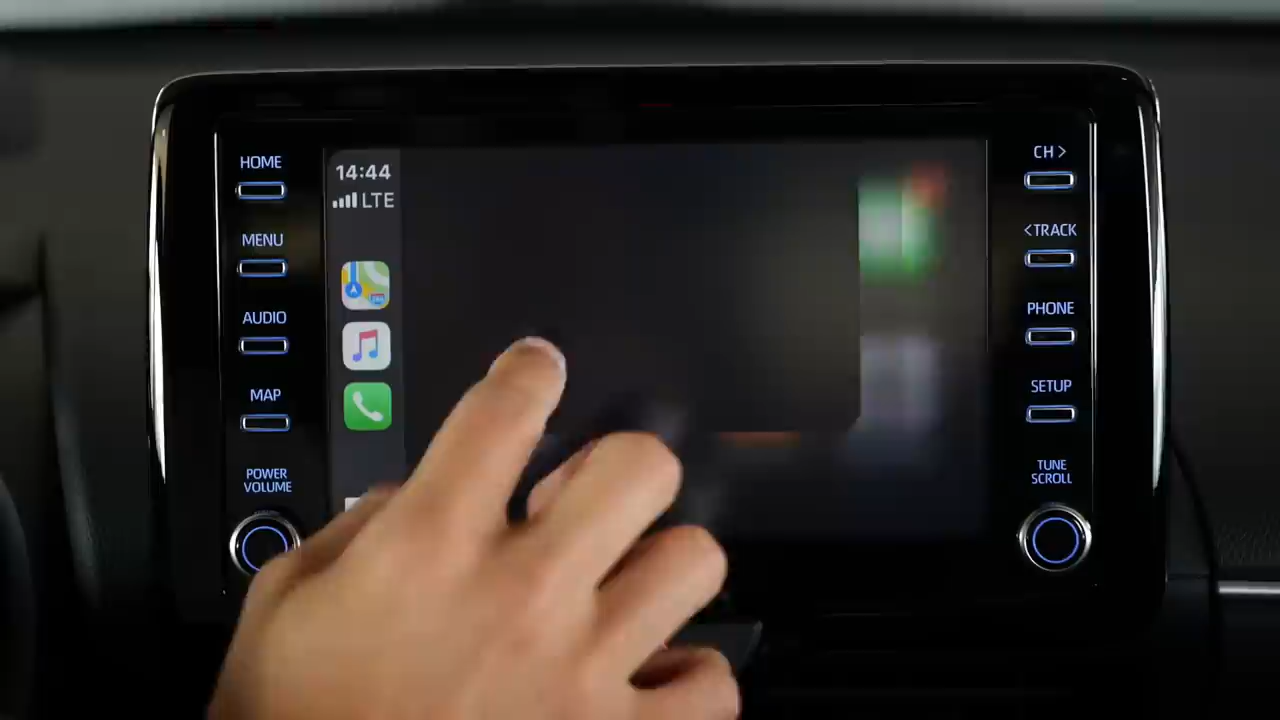 HOME
MENU
AUDIO
MAP
POWER
VOLUME
14:44
LTE
CH >
<TRACK
PHONE
SETUP
TUNE
SCROLL